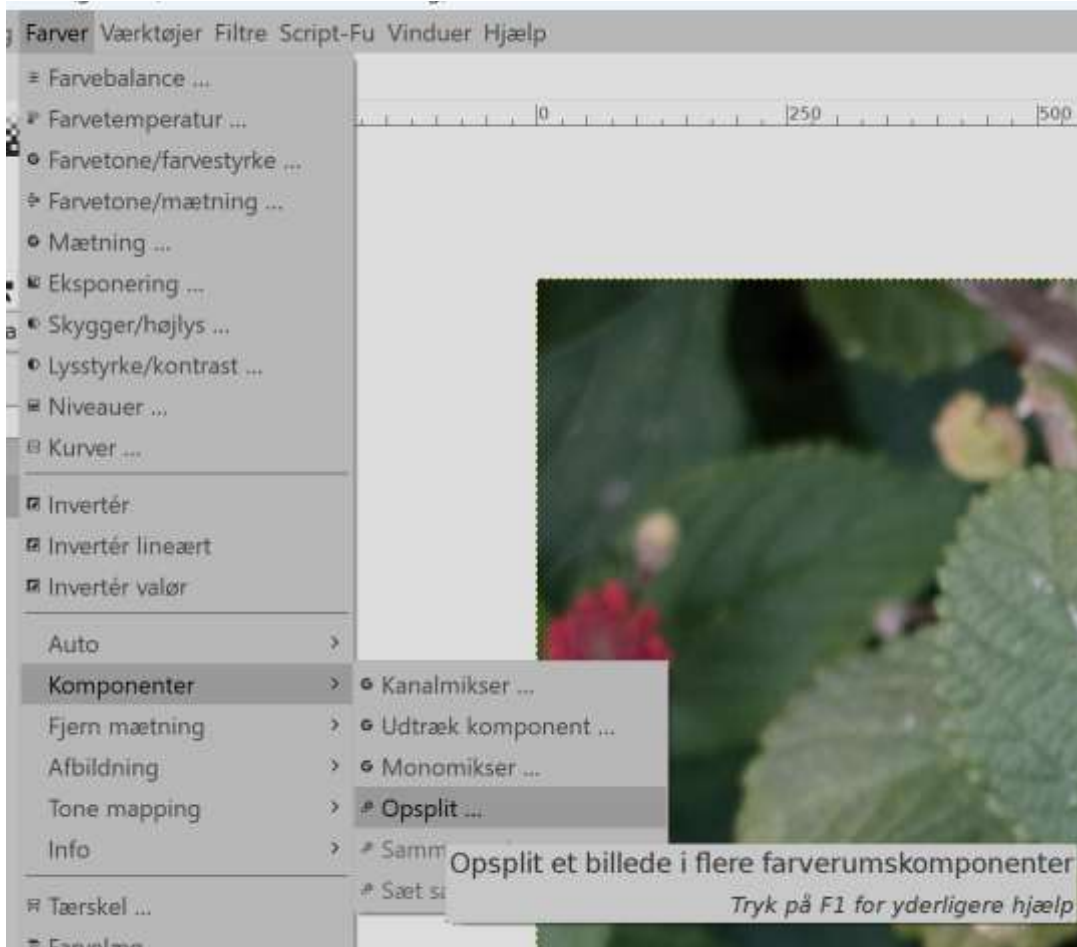 Farver Værktøjer Filtre Script-Fu Vinduer Hjælp
Farvebalance ...
Farvetemperatur ...
Farvetone/farvestyrke ...
Farvetone/mætning ...
Mætning ...
Eksponering ...
Skygger/højlys ...
Lysstyrke/kontrast ...
Niveauer ...
Kurver ...
Invertér
Invertér lineært
Invertér valør
Auto
Komponenter
Fjern mætning
Afbildning
Tone mapping
Info
Tærskel ...
Kanalmikser ...
Udtræk komponent ...
Monomikser ...
Opsplit ...
Opsplit et billede i flere farverumskomponenter
Tryk på F1 for yderligere hjælp
0 250 500